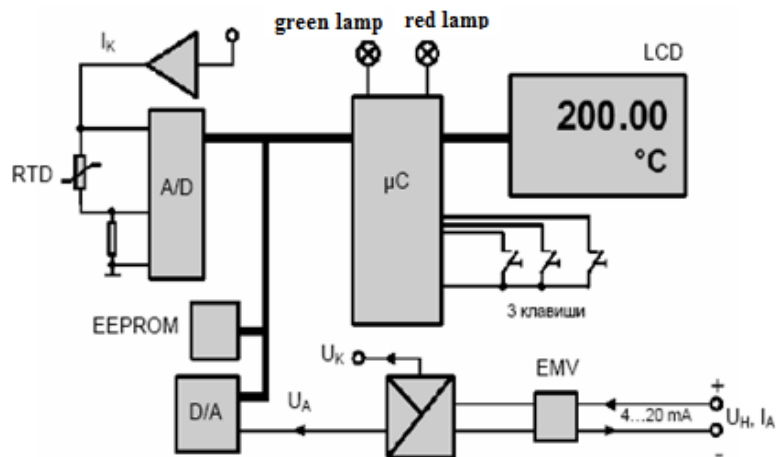 green lamp
red lamp
I_K
LCD
200.00
°C
RTD
A/D
µC
EEPROM
3 клавиши
U_K
EMV
D/A
U_A
4...20 mA
+
U_H, I_A
-